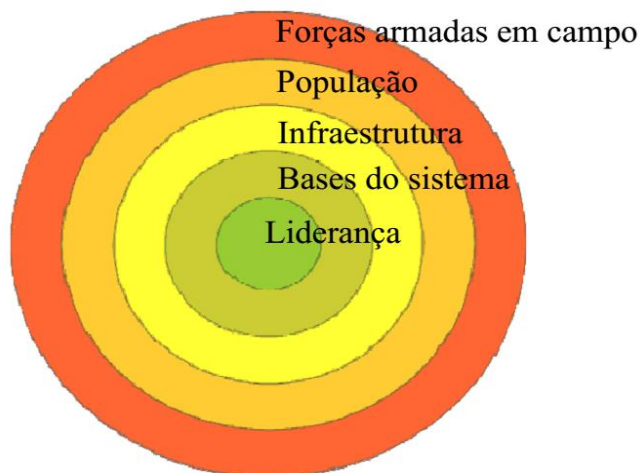 Forças armadas em campo
População
Infraestrutura
Bases do sistema
Liderança